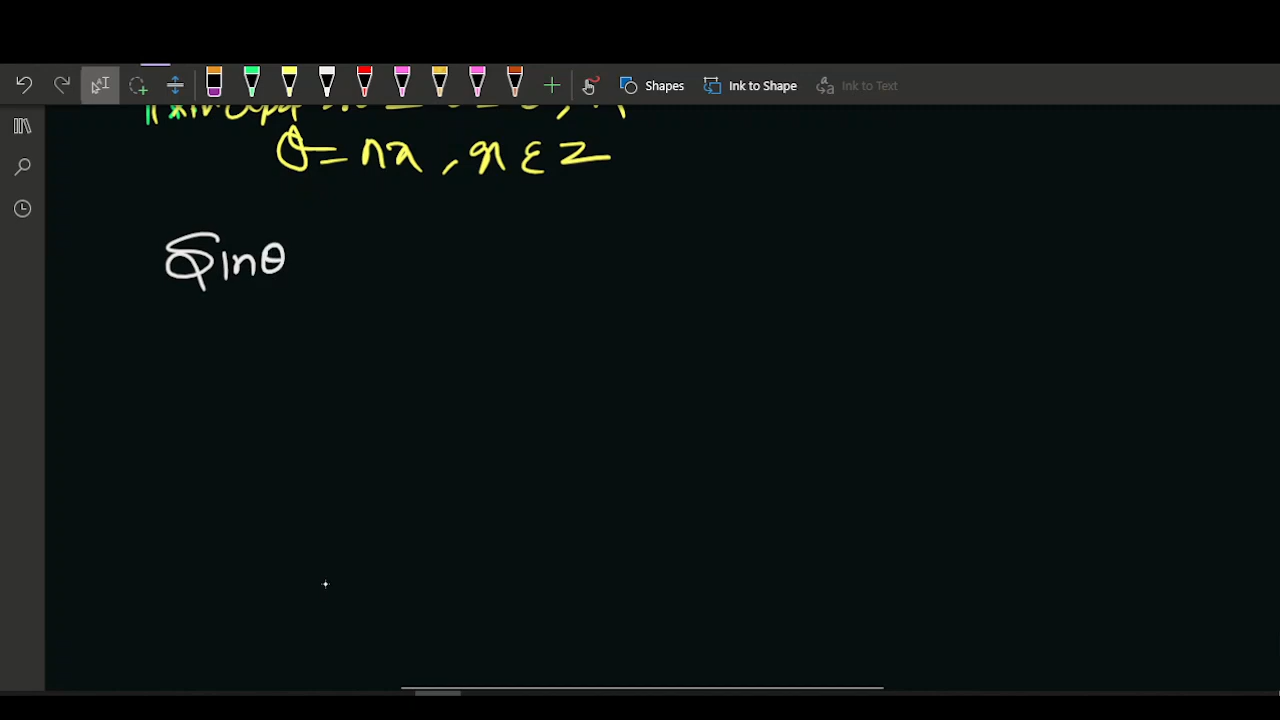 Shapes Ink to Shape Ink to Text
θ = nπ, n ∈ Z
Sinθ